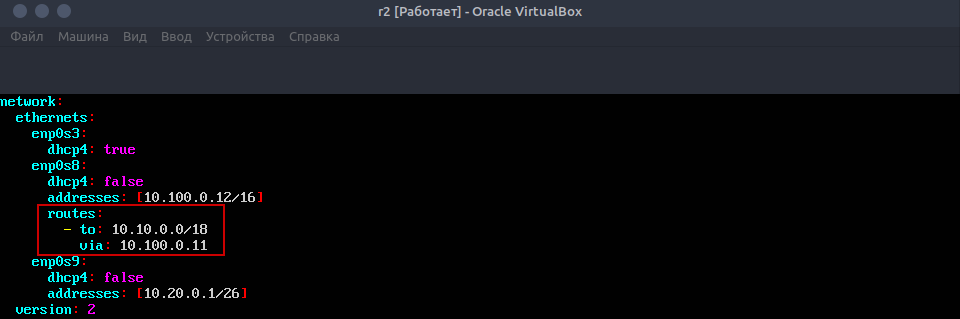 r2 [Работает] - Oracle VirtualBox
Файл Машина Вид Ввод Устройства Справка
network:
  ethernets:
    enp0s3:
      dhcp4: true
    enp0s8:
      dhcp4: false
      addresses: [10.100.0.12/16]
      routes:
        - to: 10.10.0.0/18
          via: 10.100.0.11
    enp0s9:
      dhcp4: false
      addresses: [10.20.0.1/26]
  version: 2